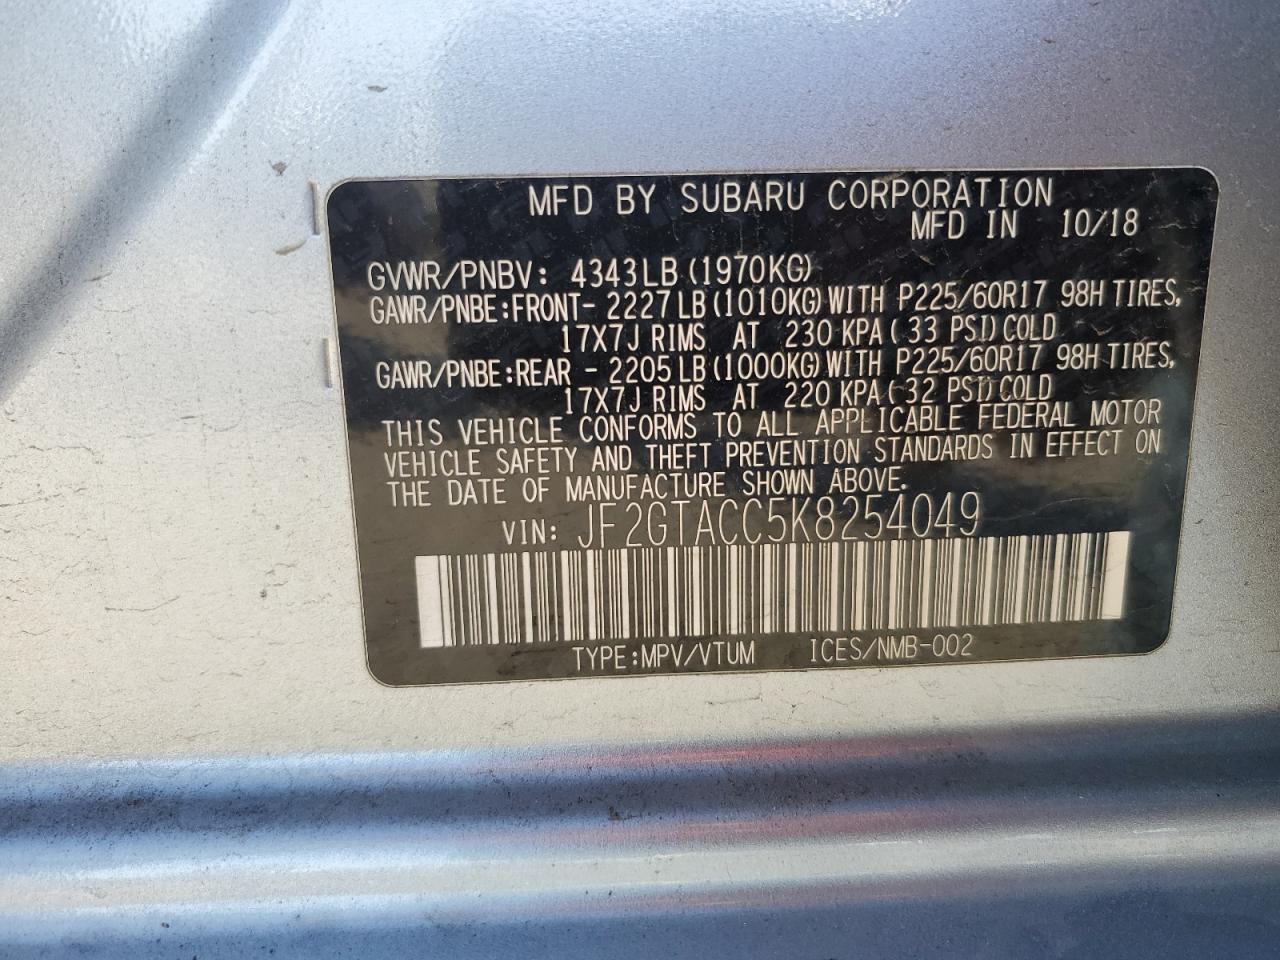 MFD BY SUBARU CORPORATION
MFD IN 10/18
GVWR/PNBV: 4343LB (1970KG)
GAWR/PNBE:FRONT- 2227LB (1010KG) WITH P225/60R17 98H TIRES,
17X7J RIMS AT 230 KPA (33 PSI) COLD
GAWR/PNBE:REAR - 2205LB (1000KG) WITH P225/60R17 98H TIRES,
17X7J RIMS AT 220 KPA (32 PSI) COLD
THIS VEHICLE CONFORMS TO ALL APPLICABLE FEDERAL MOTOR
VEHICLE SAFETY AND THEFT PREVENTION STANDARDS IN EFFECT ON
THE DATE OF MANUFACTURE SHOWN ABOVE.
VIN: JF2GTACC5K8254049
TYPE:MPV/VTUM ICES/NMB-002